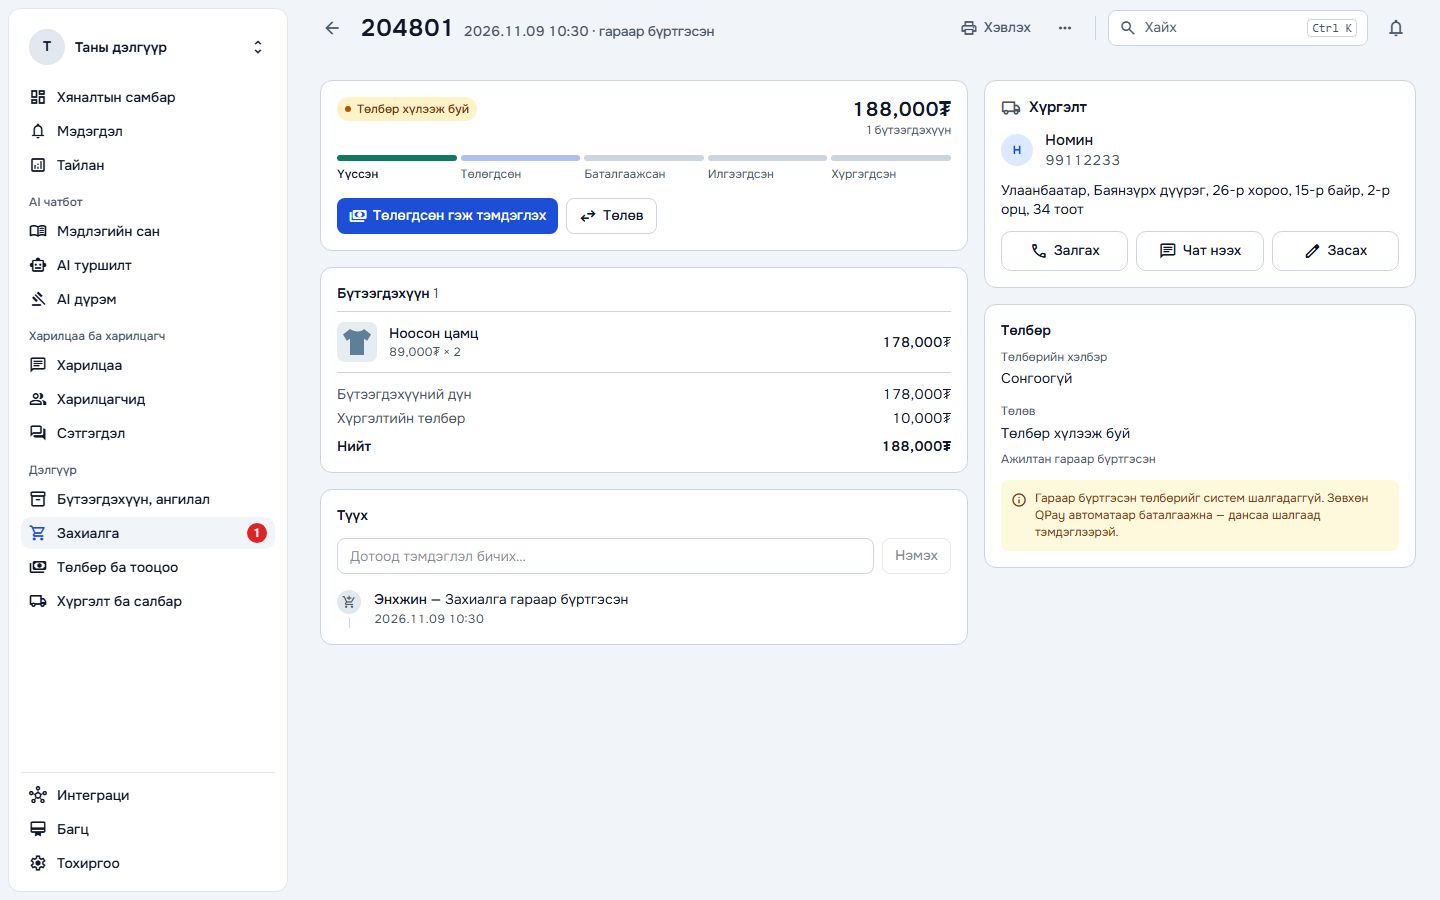 Т
Таны дэлгүүр
Хяналтын самбар
Мэдэгдэл
Тайлан
AI чатбот
Мэдлэгийн сан
AI туршилт
AI дүрэм
Харилцаа ба харилцагч
Харилцаа
Харилцагчид
Сэтгэгдэл
Дэлгүүр
Бүтээгдэхүүн, ангилал
Захиалга
1
Төлбөр ба тооцоо
Хүргэлт ба салбар
Интеграци
Багц
Тохиргоо
204801 2026.11.09 10:30 · гараар бүртгэсэн
Хэвлэх
Хайх
Ctrl K
Төлбөр хүлээж буй
188,000₮
1 бүтээгдэхүүн
Үүссэн Төлөгдсөн Баталгаажсан Илгээгдсэн Хүргэгдсэн
Төлөгдсөн гэж тэмдэглэх Төлөв
Бүтээгдэхүүн 1
Ноосон цамц
89,000₮ × 2
178,000₮
Бүтээгдэхүүний дүн 178,000₮
Хүргэлтийн төлбөр 10,000₮
Нийт 188,000₮
Түүх
Дотоод тэмдэглэл бичих... Нэмэх
Энхжин — Захиалга гараар бүртгэсэн
2026.11.09 10:30
Хүргэлт
Н
Номин
99112233
Улаанбаатар, Баянзүрх дүүрэг, 26-р хороо, 15-р байр, 2-р
орц, 34 тоот
Залгах Чат нээх Засах
Төлбөр
Төлбөрийн хэлбэр
Сонгоогүй
Төлөв
Төлбөр хүлээж буй
Ажилтан гараар бүртгэсэн
Гараар бүртгэсэн төлбөрийг систем шалгадаггүй. Зөвхөн
QPay автоматаар баталгаажна — дансаа шалгаад
тэмдэглээрэй.